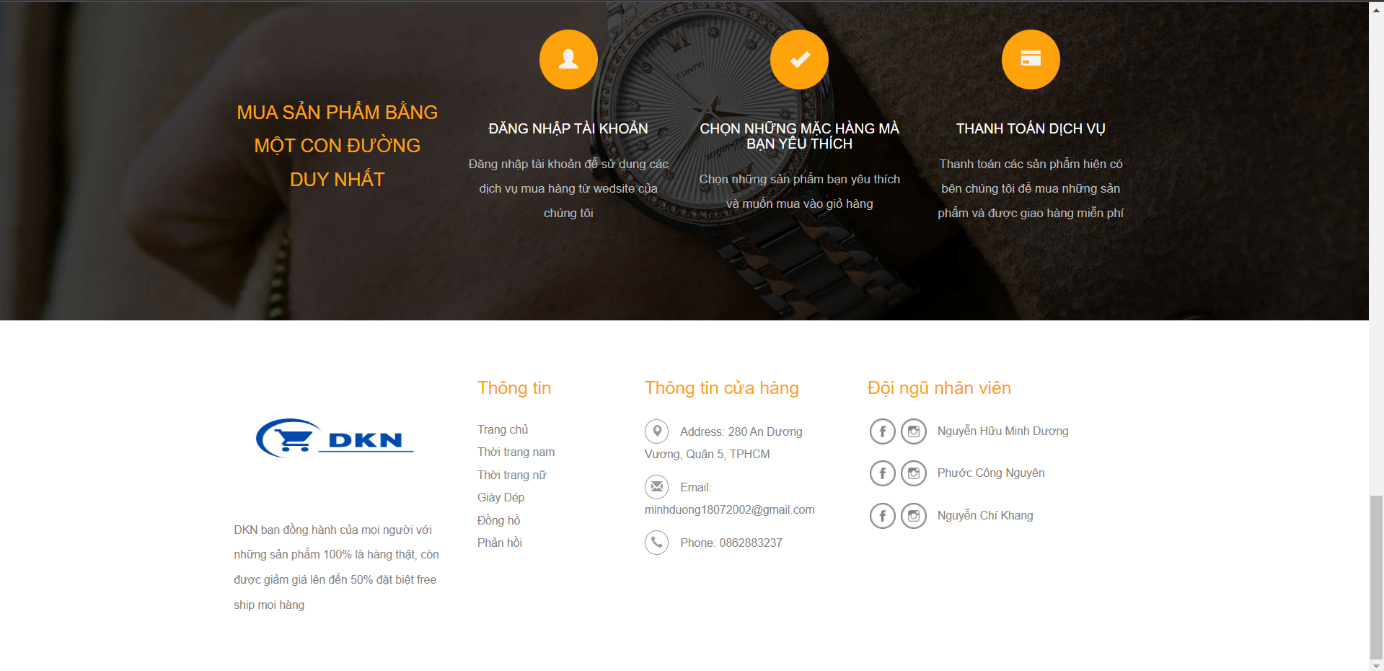 MUA SẢN PHẨM BẰNG
MỘT CON ĐƯỜNG
DUY NHẤT
ĐĂNG NHẬP TÀI KHOẢN
Đăng nhập tài khoản để sử dụng các
dịch vụ mua hàng từ wedsite của
chúng tôi
CHỌN NHỮNG MẶC HÀNG MÀ
BẠN YÊU THÍCH
Chọn những sản phẩm bạn yêu thích
và muốn mua vào giỏ hàng
THANH TOÁN DỊCH VỤ
Thanh toán các sản phẩm hiện có
bên chúng tôi để mua những sản
phẩm và được giao hàng miễn phí
DKN
DKN bạn đồng hành của mọi người với
những sản phẩm 100% là hàng thật, còn
được giảm giá lên đến 50% đặt biệt free
ship mọi hàng
Thông tin
Trang chủ
Thời trang nam
Thời trang nữ
Giày Dép
Đồng hồ
Phản hồi
Thông tin cửa hàng
Address: 280 An Dương
Vương, Quận 5, TPHCM
Email:
minhduong18072002@gmail.com
Phone: 0862883237
Đội ngũ nhân viên
Nguyễn Hữu Minh Dương
Phước Công Nguyên
Nguyễn Chí Khang